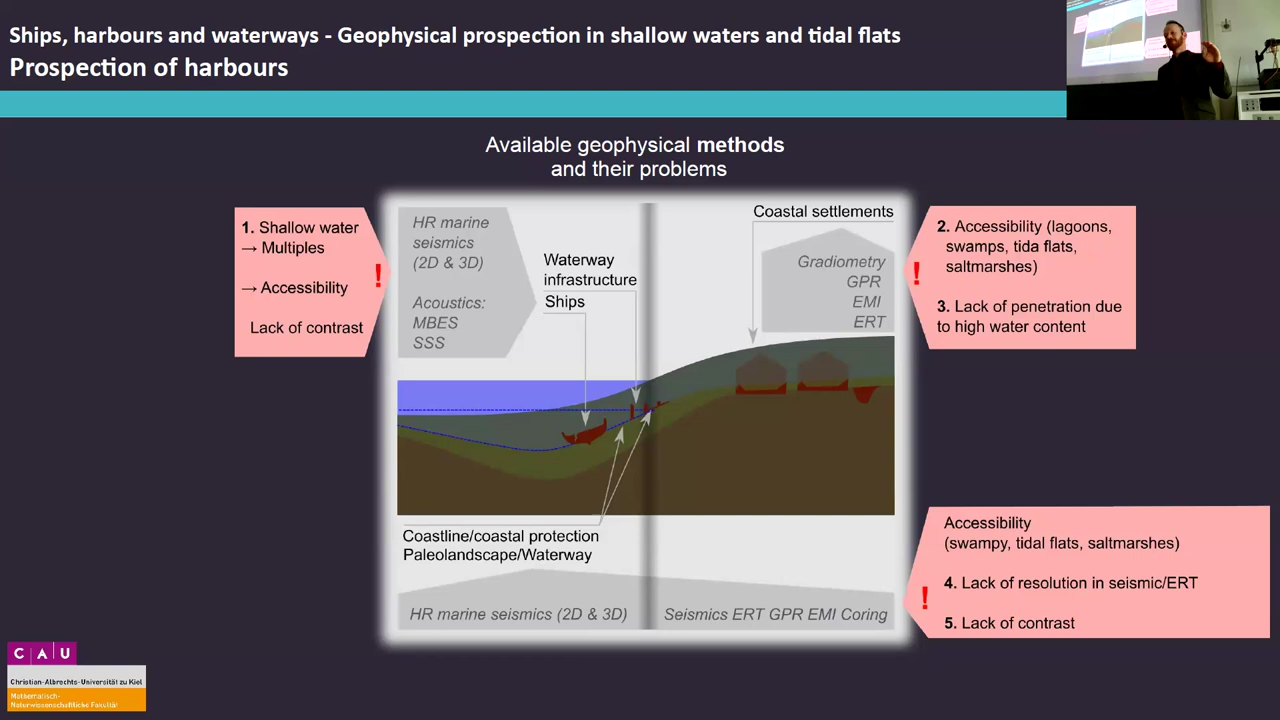 Ships, harbours and waterways - Geophysical prospection in shallow waters and tidal flats
Prospection of harbours
Available geophysical methods
and their problems
1. Shallow water
→ Multiples
→ Accessibility
Lack of contrast
!
HR marine
seismics
(2D & 3D)
Acoustics:
MBES
SSS
Waterway
infrastructure
Ships
Coastal settlements
Gradiometry
GPR
EMI
ERT
!
2. Accessibility (lagoons,
swamps, tida flats,
saltmarshes)
3. Lack of penetration due
to high water content
Coastline/coastal protection
Paleolandscape/Waterway
HR marine seismics (2D & 3D)
Seismics ERT GPR EMI Coring
!
Accessibility
(swampy, tidal flats, saltmarshes)
4. Lack of resolution in seismic/ERT
5. Lack of contrast
C A U
Christian-Albrechts-Universität zu Kiel
Mathematisch-
Naturwissenschaftliche Fakultät